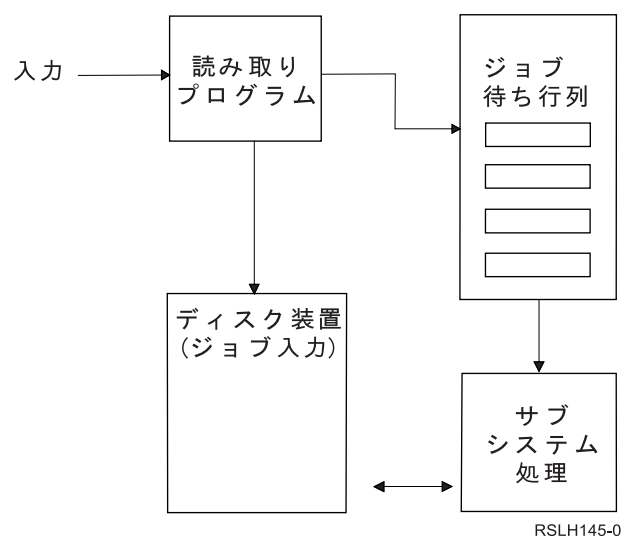 入力
読み取り
プログラム
ジョブ
待ち行列
ディスク装置
(ジョブ入力)
サブ
システム
処理
RSLH145-0